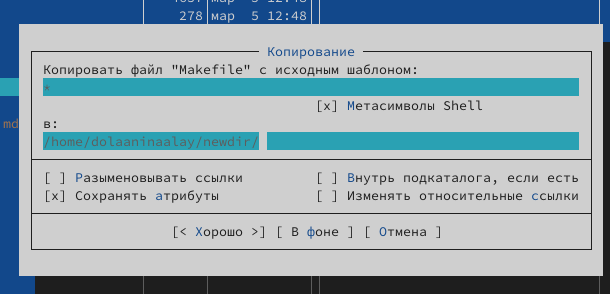 мар 5 12:48
278 мар 5 12:48
Копирование
Копировать файл "Makefile" с исходным шаблоном:
*
[x] Метасимволы Shell
md
в:
/home/dolaaninaalay/newdir/
[ ] Разыменовывать ссылки [ ] Внутрь подкаталога, если есть
[x] Сохранять атрибуты [ ] Изменять относительные ссылки
[< Хорошо >] [ В фоне ] [ Отмена ]